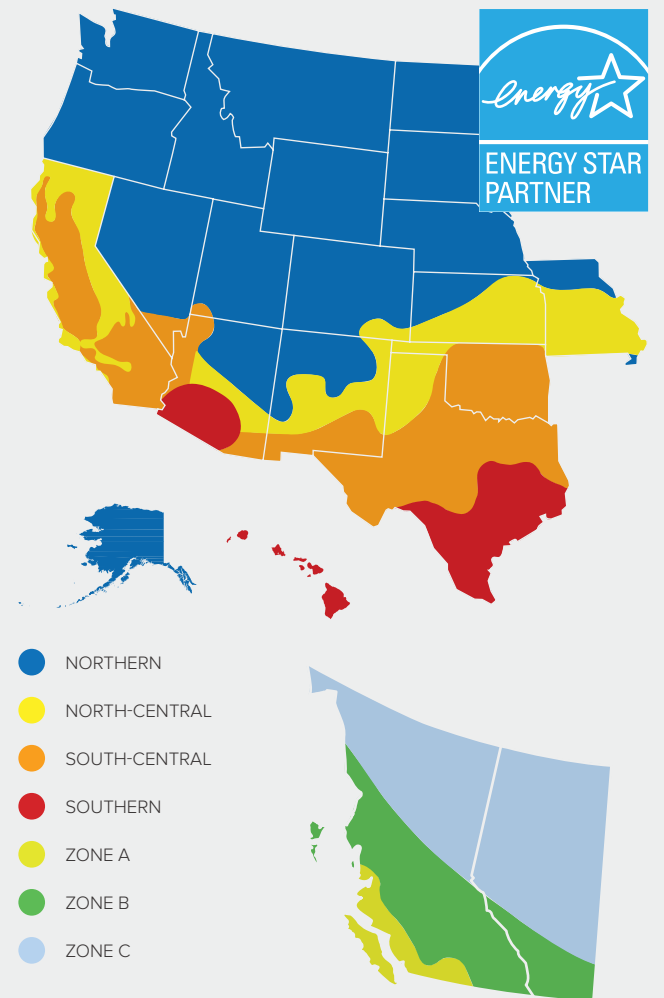 energy
ENERGY STAR
PARTNER
NORTHERN
NORTH-CENTRAL
SOUTH-CENTRAL
SOUTHERN
ZONE A
ZONE B
ZONE C